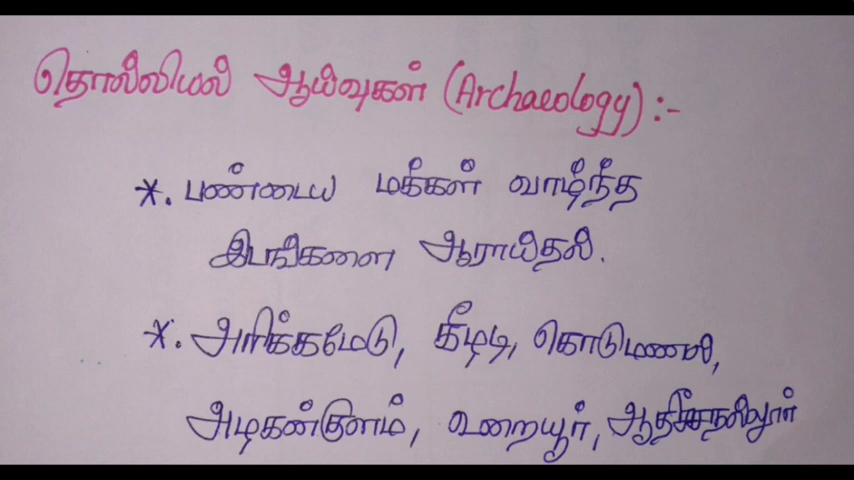 தொல்லியல் ஆய்வுகள் (Archaeology) :-
*. பண்டைய மக்கள் வாழ்ந்த
இடங்களை ஆராய்தல்.
*. அரிக்கமேடு, கீழடி, கொடுமணல்,
அழகன்குளம், உறையூர், ஆதிச்சநல்லூர்